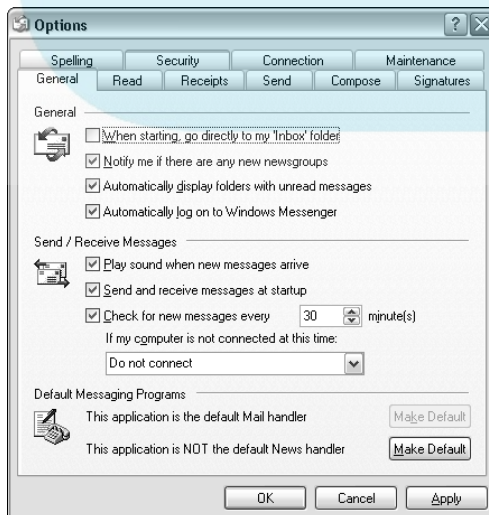 Options
Spelling Security Connection Maintenance
General Read Receipts Send Compose Signatures
General
When starting, go directly to my 'Inbox' folder
Notify me if there are any new newsgroups
Automatically display folders with unread messages
Automatically log on to Windows Messenger
Send / Receive Messages
Play sound when new messages arrive
Send and receive messages at startup
Check for new messages every 30 minute(s)
If my computer is not connected at this time:
Do not connect
Default Messaging Programs
This application is the default Mail handler Make Default
This application is NOT the default News handler Make Default
OK Cancel Apply